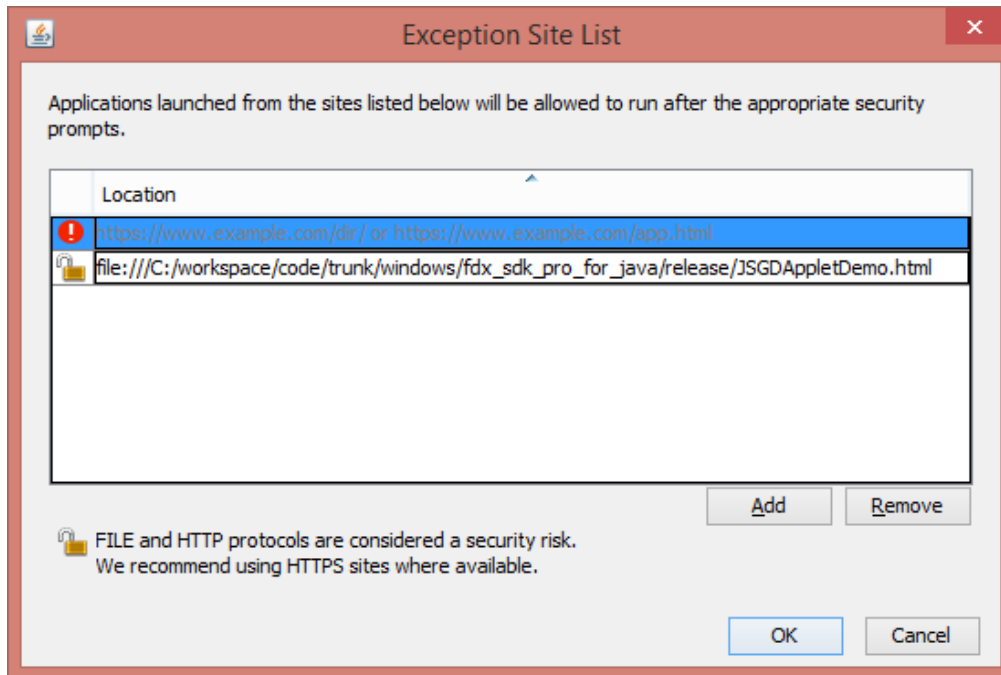 Exception Site List
Applications launched from the sites listed below will be allowed to run after the appropriate security
prompts.
Location
https://www.example.com/dir/ or https://www.example.com/app.html
file:///C:/workspace/code/trunk/windows/fdx_sdk_pro_for_java/release/JSGDAppletDemo.html
Add Remove
FILE and HTTP protocols are considered a security risk.
We recommend using HTTPS sites where available.
OK Cancel